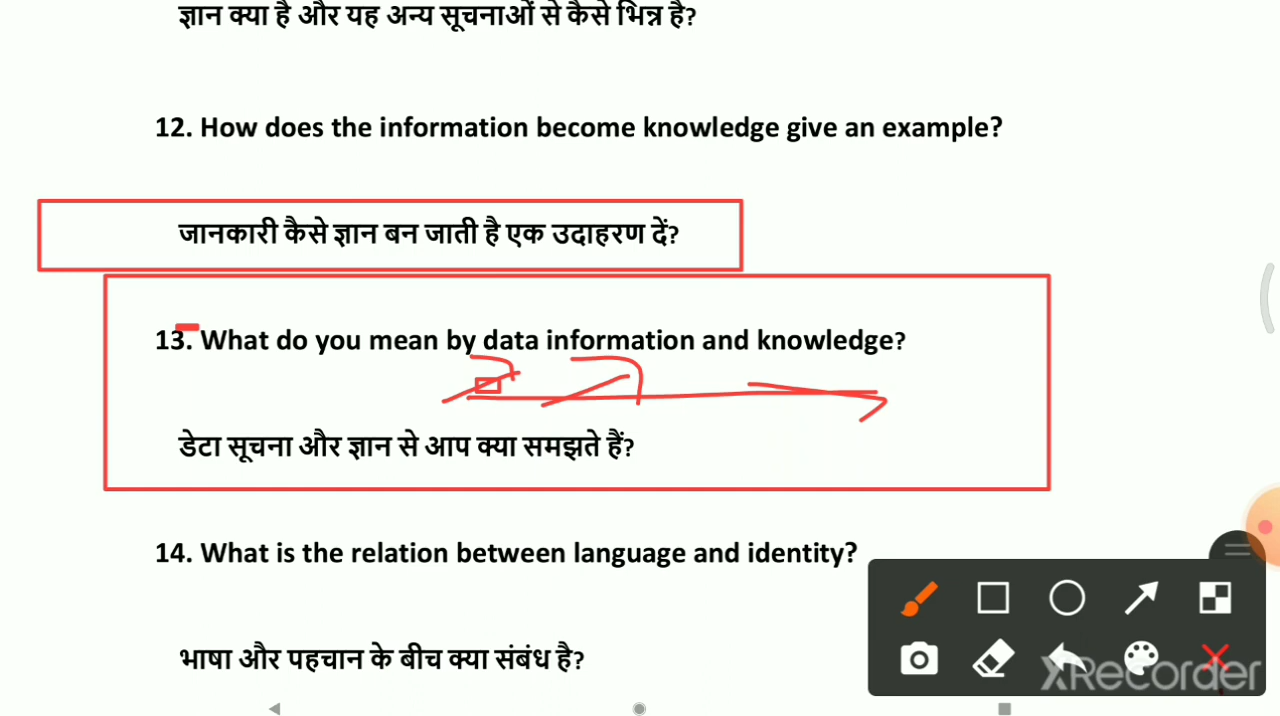 ज्ञान क्या है और यह अन्य सूचनाओं से कैसे भिन्न है?
12. How does the information become knowledge give an example?
जानकारी कैसे ज्ञान बन जाती है एक उदाहरण दें?
13. What do you mean by data information and knowledge?
डेटा सूचना और ज्ञान से आप क्या समझते हैं?
14. What is the relation between language and identity?
भाषा और पहचान के बीच क्या संबंध है?
XRecorder